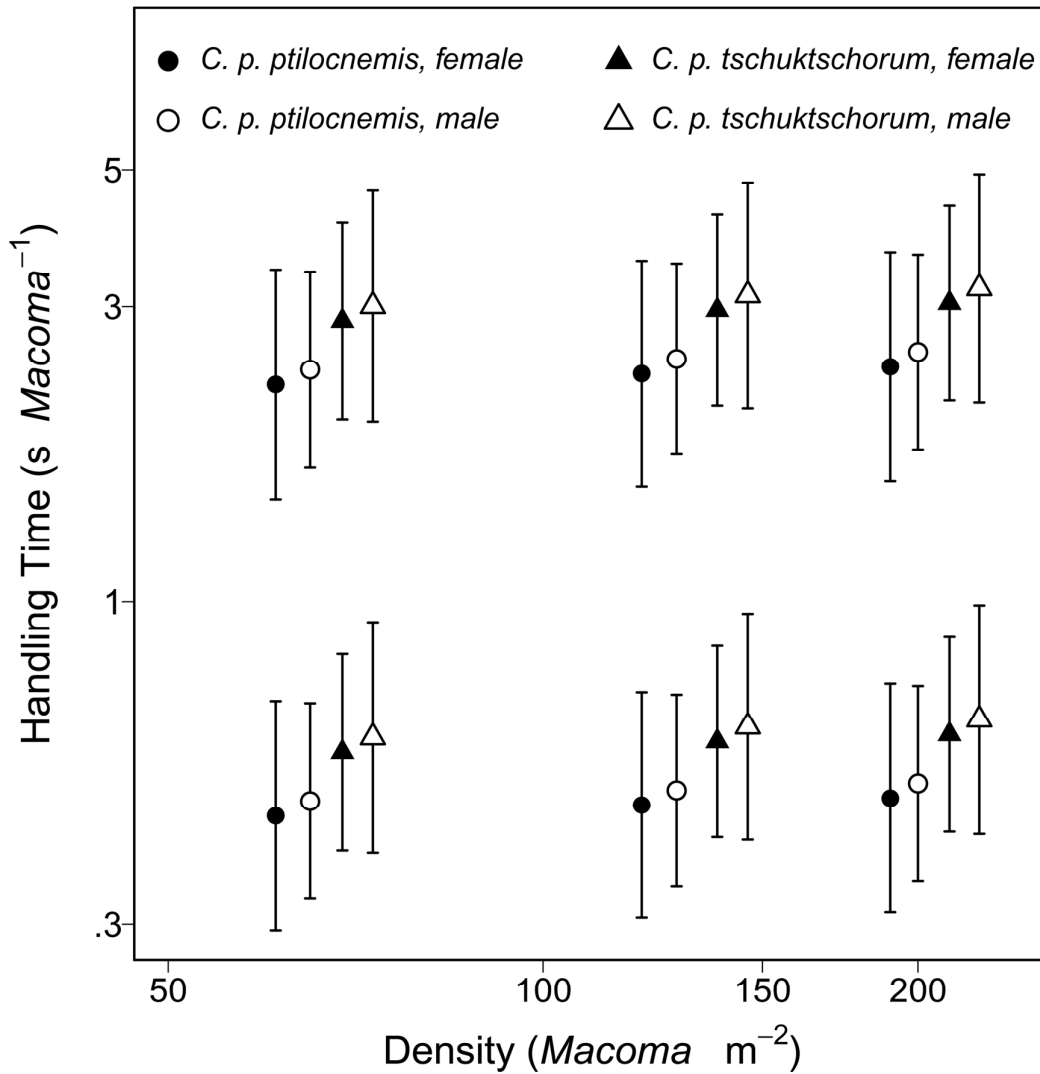 C. p. ptilocnemis, female
C. p. tschuktschorum, female
C. p. ptilocnemis, male
C. p. tschuktschorum, male
5
3
1
.3
Handling Time (s Macoma⁻¹)
50 100 150 200
Density (Macoma m⁻²)